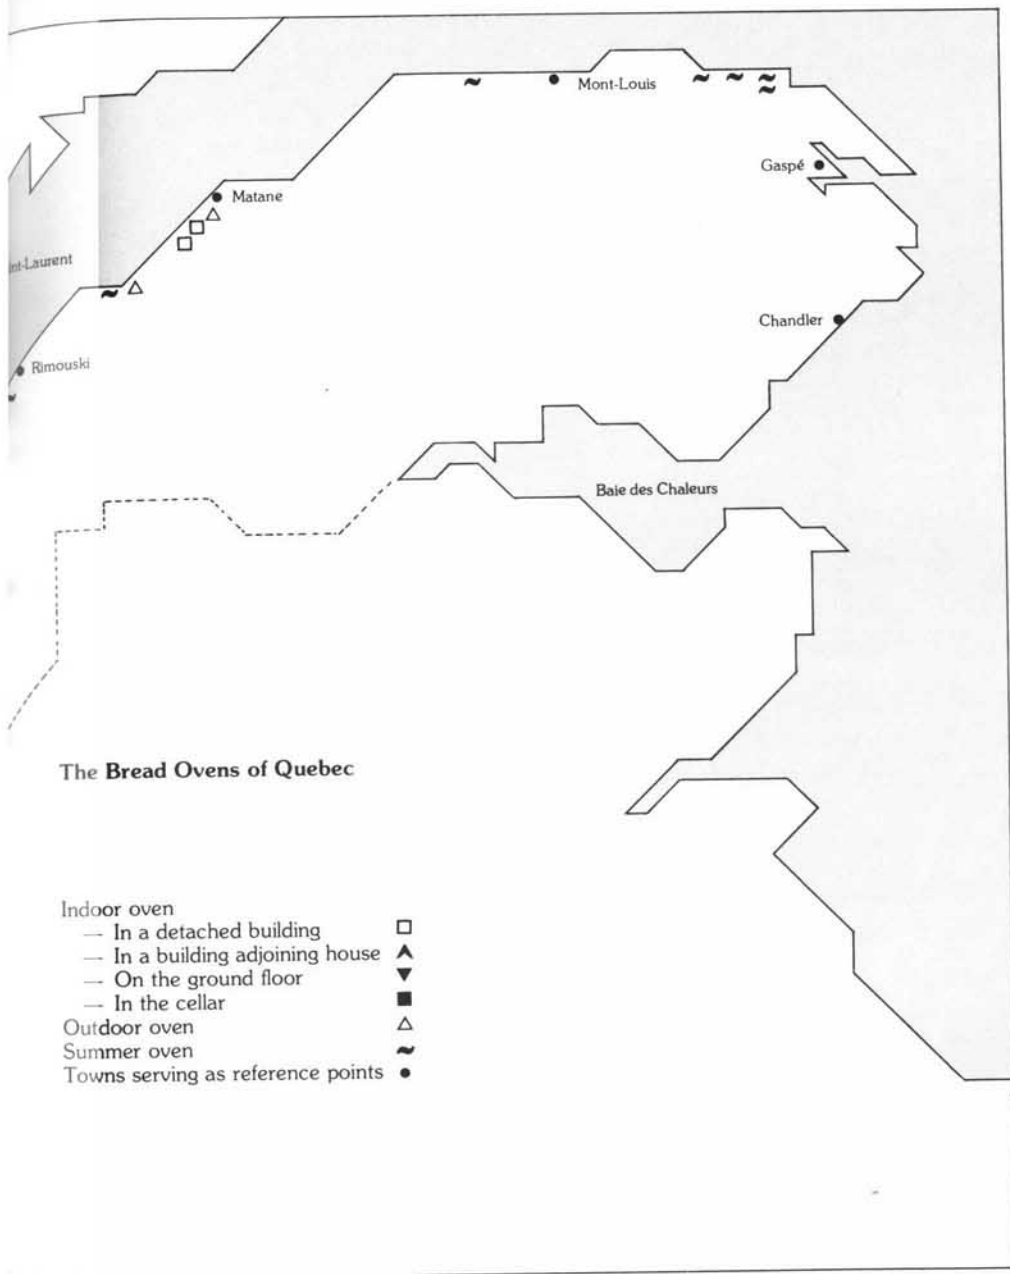 Mont-Louis
Gaspé
Matane
int-Laurent
Chandler
Rimouski
Baie des Chaleurs
The Bread Ovens of Quebec
Indoor oven
— In a detached building
— In a building adjoining house
— On the ground floor
— In the cellar
Outdoor oven
Summer oven
Towns serving as reference points